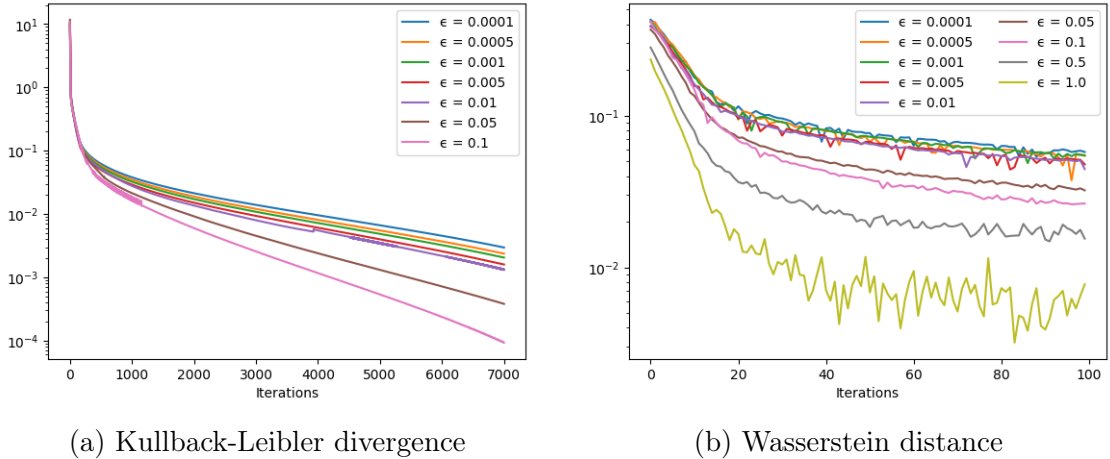 10¹
10⁰
10⁻¹
10⁻²
10⁻³
10⁻⁴
0 1000 2000 3000 4000 5000 6000 7000
Iterations
ϵ = 0.0001
ϵ = 0.0005
ϵ = 0.001
ϵ = 0.005
ϵ = 0.01
ϵ = 0.05
ϵ = 0.1
(a) Kullback-Leibler divergence
10⁻¹
10⁻²
0 20 40 60 80 100
Iterations
ϵ = 0.0001
ϵ = 0.0005
ϵ = 0.001
ϵ = 0.005
ϵ = 0.01
ϵ = 0.05
ϵ = 0.1
ϵ = 0.5
ϵ = 1.0
(b) Wasserstein distance